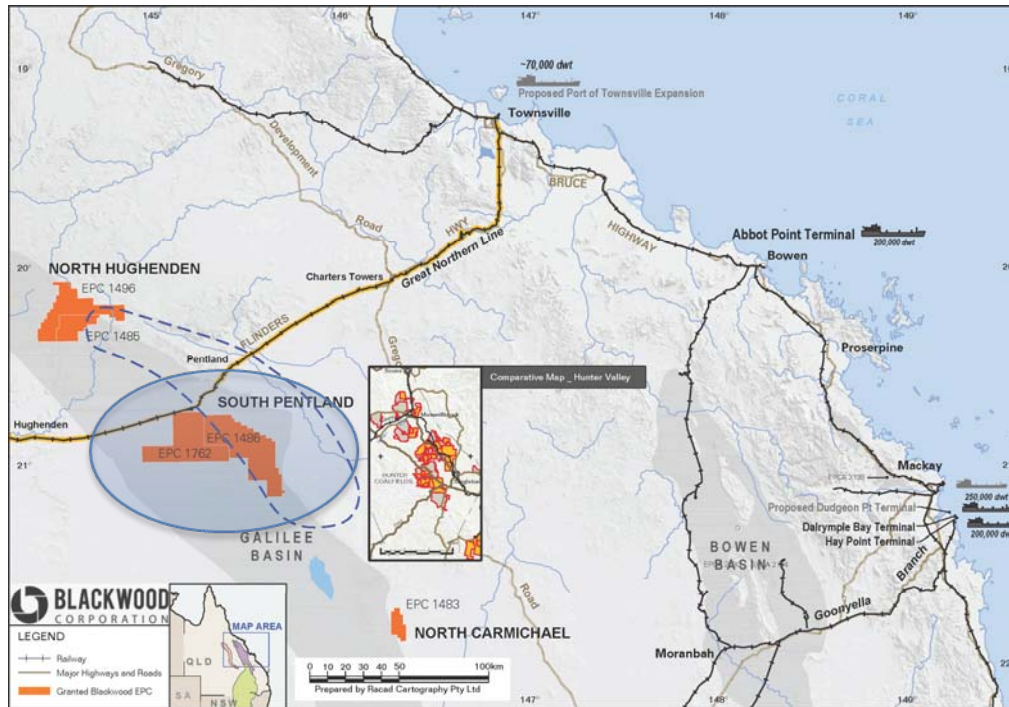 145°
146°
147°
148°
149°
19°
Gregory
~70,000 dwt
Proposed Port of Townsville Expansion
Townsville
CORAL
SEA
Development
Road
BRUCE
HIGHWAY
HWY
Great Northern Line
Abbot Point Terminal
200,000 dwt
Bowen
20°
NORTH HUGHENDEN
EPC 1496
EPC 1485
Charters Towers
FLINDERS
Pentland
Proserpine
Comparative Map _ Hunter Valley
HUNTER
COALFIELDS
SOUTH PENTLAND
EPC 1486
EPC 1762
Hughenden
21°
Mackay
250,000 dwt
Proposed Dudgeon Pt Terminal
Dalrymple Bay Terminal
Hay Point Terminal
200,000 dwt
GALILEE
BASIN
BOWEN
BASIN
Branch
Goonyella
Road
EPC 1483
NORTH CARMICHAEL
Moranbah
BLACKWOOD
CORPORATION
LEGEND
Railway
Major Highways and Roads
Granted Blackwood EPC
MAP AREA
QLD
SA
NSW
0 10 20 30 40 50 100km
Prepared by Racad Cartography Pty Ltd
147°
148°
149°
22°